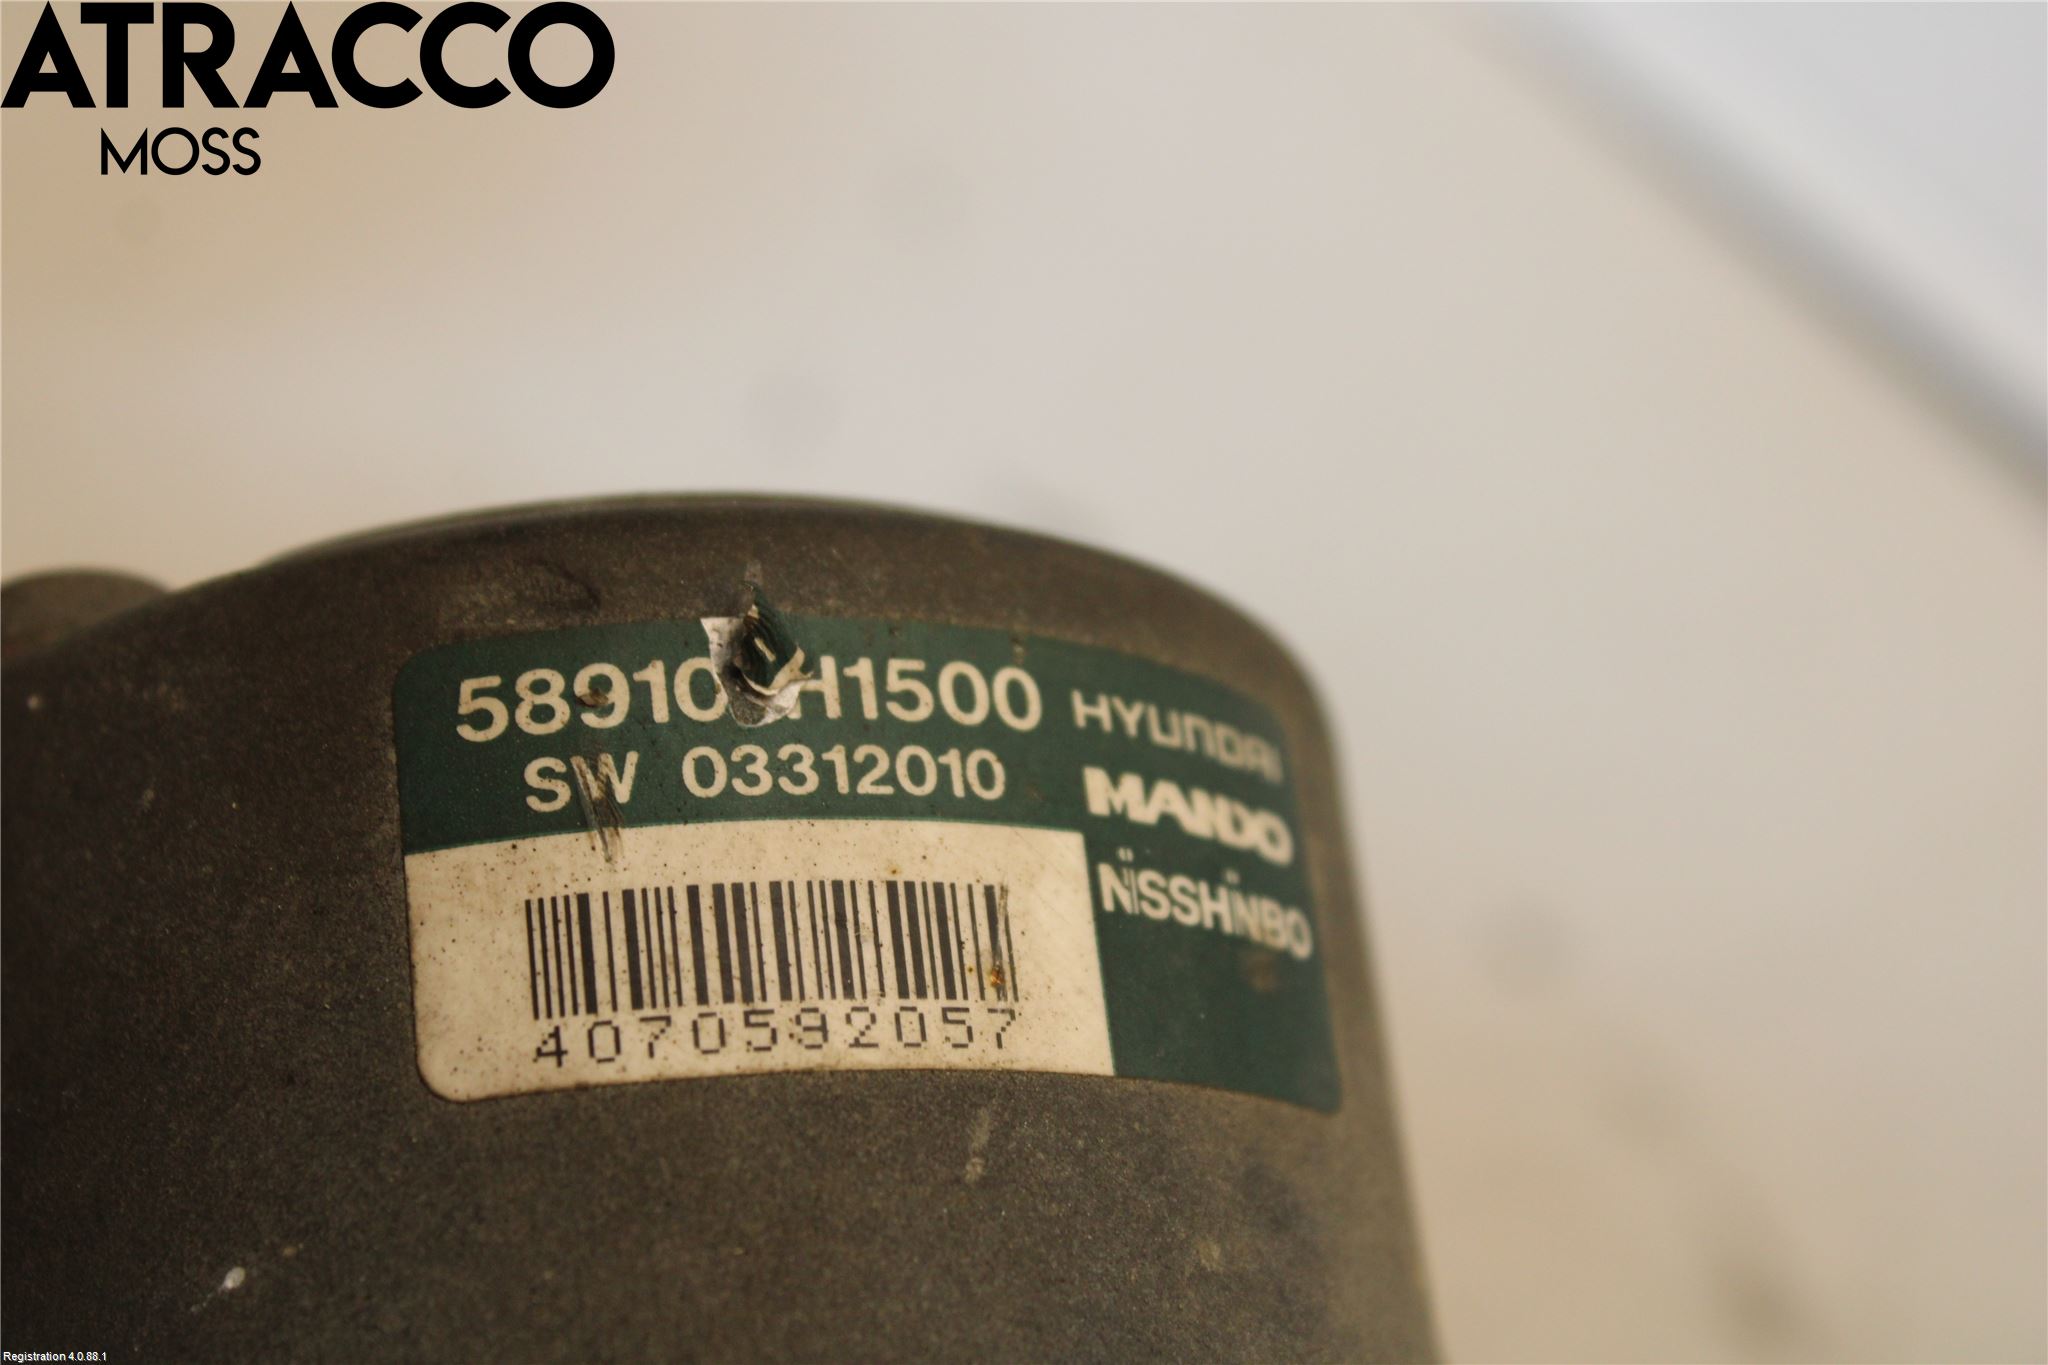 ATRACCO
MOSS
58910 H1500
SW 03312010
HYUNDAI
MANDO
NISSHINBO
4070592057
Registration 4.0.88.1